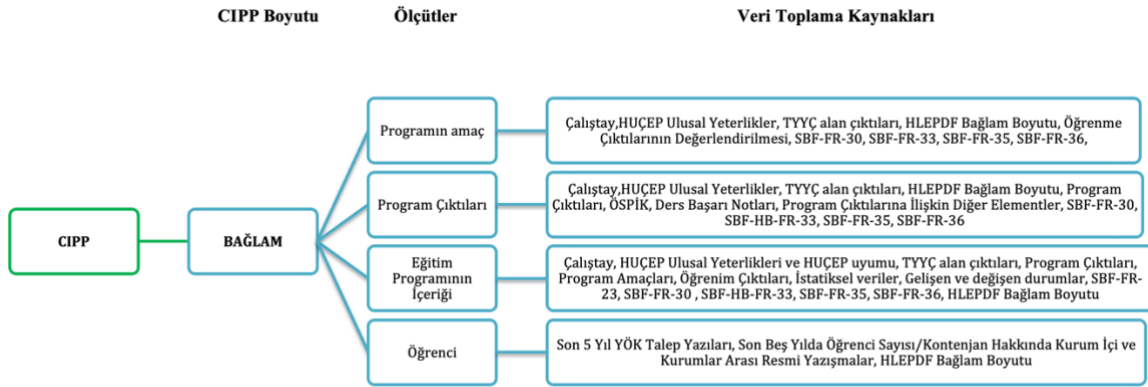 CIPP Boyutu Ölçütler Veri Toplama Kaynakları
Programın amaç
Çalıştay,HUÇEP Ulusal Yeterlikler, TYYÇ alan çıktıları, HLEPDF Bağlam Boyutu, Öğrenme
Çıktılarının Değerlendirilmesi, SBF-FR-30, SBF-FR-33, SBF-FR-35, SBF-FR-36,
Program Çıktıları
Çalıştay,HUÇEP Ulusal Yeterlikler, TYYÇ alan çıktıları, HLEPDF Bağlam Boyutu, Program
Çıktıları, ÖSPİK, Ders Başarı Notları, Program Çıktılarına İlişkin Diğer Elementler, SBF-FR-30,
SBF-HB-FR-33, SBF-FR-35, SBF-FR-36
CIPP
BAĞLAM
Eğitim
Programının
İçeriği
Çalıştay, HUÇEP Ulusal Yeterlikleri ve HUÇEP uyumu, TYYÇ alan çıktıları, Program Çıktıları,
Program Amaçları, Öğrenim Çıktıları, İstatiksel veriler, Gelişen ve değişen durumlar, SBF-FR-
23, SBF-FR-30 , SBF-HB-FR-33, SBF-FR-35, SBF-FR-36, HLEPDF Bağlam Boyutu
Öğrenci
Son 5 Yıl YÖK Talep Yazıları, Son Beş Yılda Öğrenci Sayısı/Kontenjan Hakkında Kurum İçi ve
Kurumlar Arası Resmi Yazışmalar, HLEPDF Bağlam Boyutu